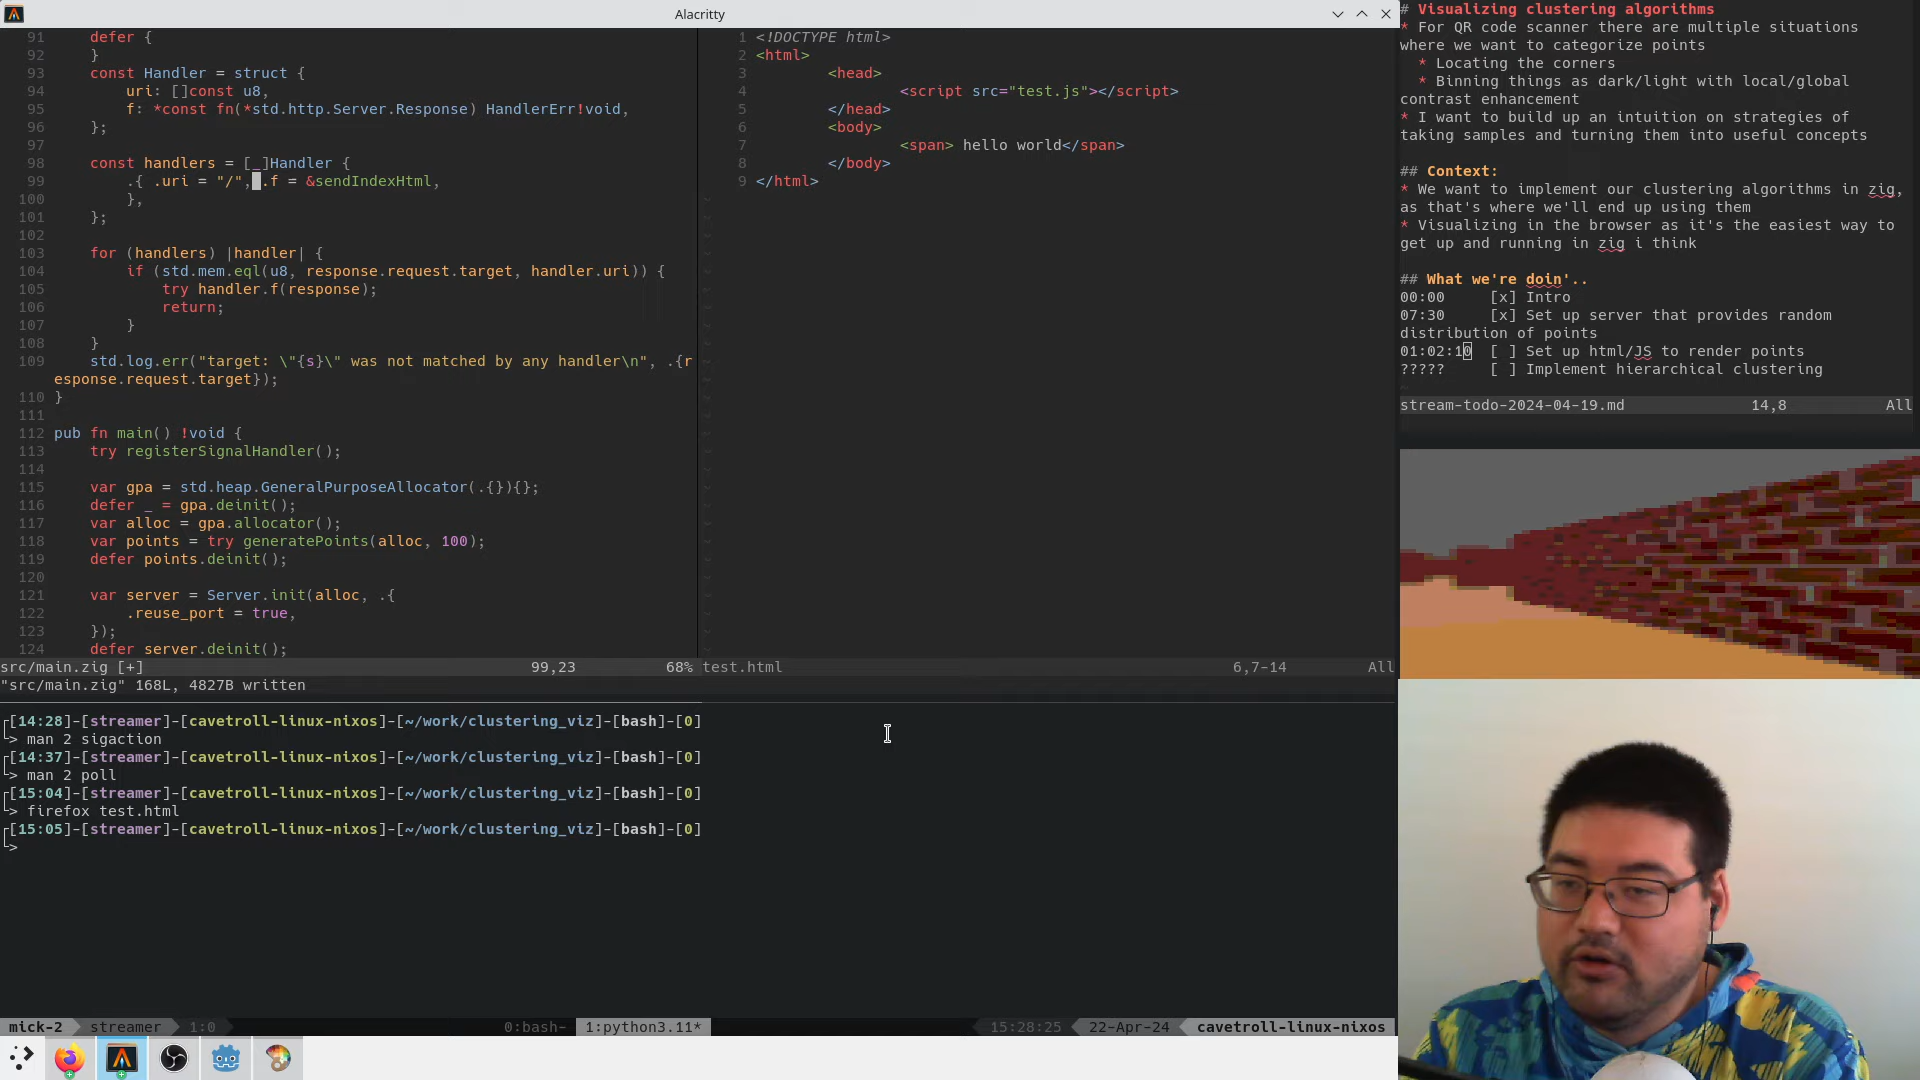 Alacritty
91 defer {
92 }
93 const Handler = struct {
94 uri: []const u8,
95 f: *const fn(*std.http.Server.Response) HandlerErr!void,
96 };
97
98 const handlers = [_]Handler {
99 .{ .uri = "/", .f = &sendIndexHtml,
100 },
101 };
102
103 for (handlers) |handler| {
104 if (std.mem.eql(u8, response.request.target, handler.uri)) {
105 try handler.f(response);
106 return;
107 }
108 }
109 std.log.err("target: \"{s}\" was not matched by any handler\n", .{r
esponse.request.target});
110 }
111
112 pub fn main() !void {
113 try registerSignalHandler();
114
115 var gpa = std.heap.GeneralPurposeAllocator(.{}){};
116 defer _ = gpa.deinit();
117 var alloc = gpa.allocator();
118 var points = try generatePoints(alloc, 100);
119 defer points.deinit();
120
121 var server = Server.init(alloc, .{
122 .reuse_port = true,
123 });
124 defer server.deinit();
src/main.zig [+] 99,23 68%
"src/main.zig" 168L, 4827B written
1 <!DOCTYPE html>
2 <html>
3 <head>
4 <script src="test.js"></script>
5 </head>
6 <body>
7 <span> hello world</span>
8 </body>
9 </html>
test.html 6,7-14 All
┌[14:28]-[streamer]-[cavetroll-linux-nixos]-[~/work/clustering_viz]-[bash]-[0]
└> man 2 sigaction
┌[14:37]-[streamer]-[cavetroll-linux-nixos]-[~/work/clustering_viz]-[bash]-[0]
└> man 2 poll
┌[15:04]-[streamer]-[cavetroll-linux-nixos]-[~/work/clustering_viz]-[bash]-[0]
└> firefox test.html
┌[15:05]-[streamer]-[cavetroll-linux-nixos]-[~/work/clustering_viz]-[bash]-[0]
└>
mick-2 streamer 1:0 0:bash- 1:python3.11* 15:28:25 22-Apr-24 cavetroll-linux-nixos
# Visualizing clustering algorithms
* For QR code scanner there are multiple situations
where we want to categorize points
* Locating the corners
* Binning things as dark/light with local/global
contrast enhancement
* I want to build up an intuition on strategies of
taking samples and turning them into useful concepts
## Context:
* We want to implement our clustering algorithms in zig,
as that's where we'll end up using them
* Visualizing in the browser as it's the easiest way to
get up and running in zig i think
## What we're doin'..
00:00 [x] Intro
07:30 [x] Set up server that provides random
distribution of points
01:02:10 [ ] Set up html/JS to render points
????? [ ] Implement hierarchical clustering
~
stream-todo-2024-04-19.md 14,8 All